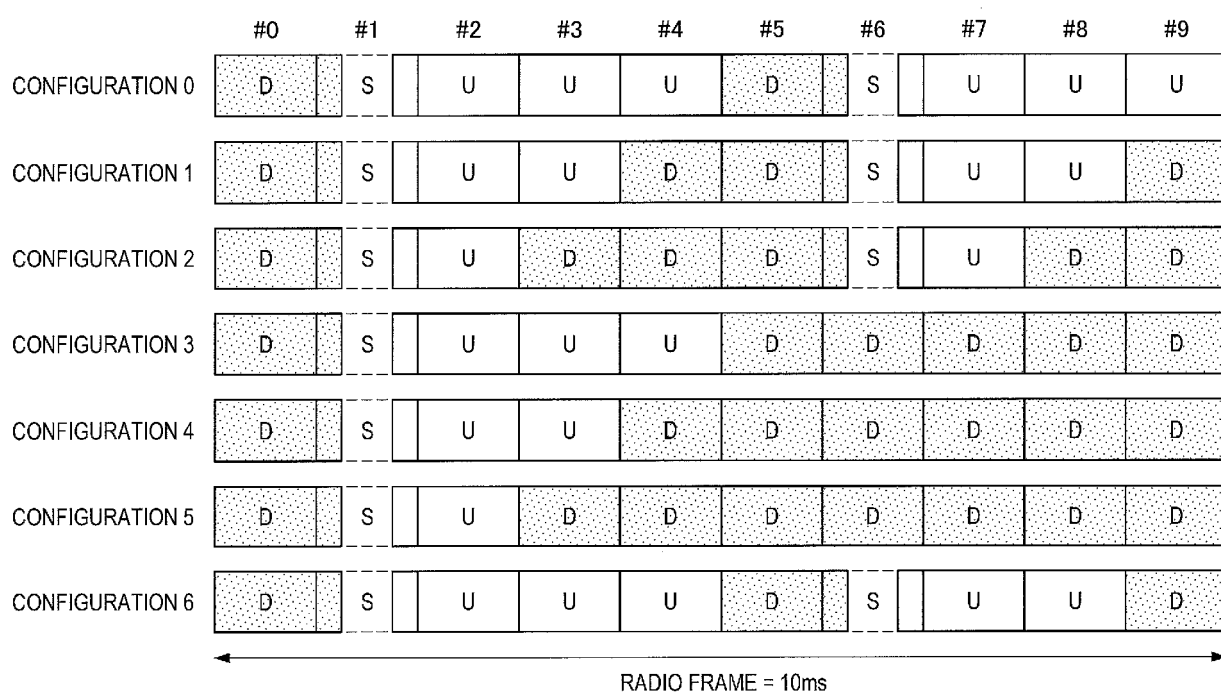 #0 #1 #2 #3 #4 #5 #6 #7 #8 #9
CONFIGURATION 0 D S U U U D S U U U
CONFIGURATION 1 D S U U D D S U U D
CONFIGURATION 2 D S U D D D S U D D
CONFIGURATION 3 D S U U U D D D D D
CONFIGURATION 4 D S U U D D D D D D
CONFIGURATION 5 D S U D D D D D D D
CONFIGURATION 6 D S U U U D S U U D
RADIO FRAME = 10ms